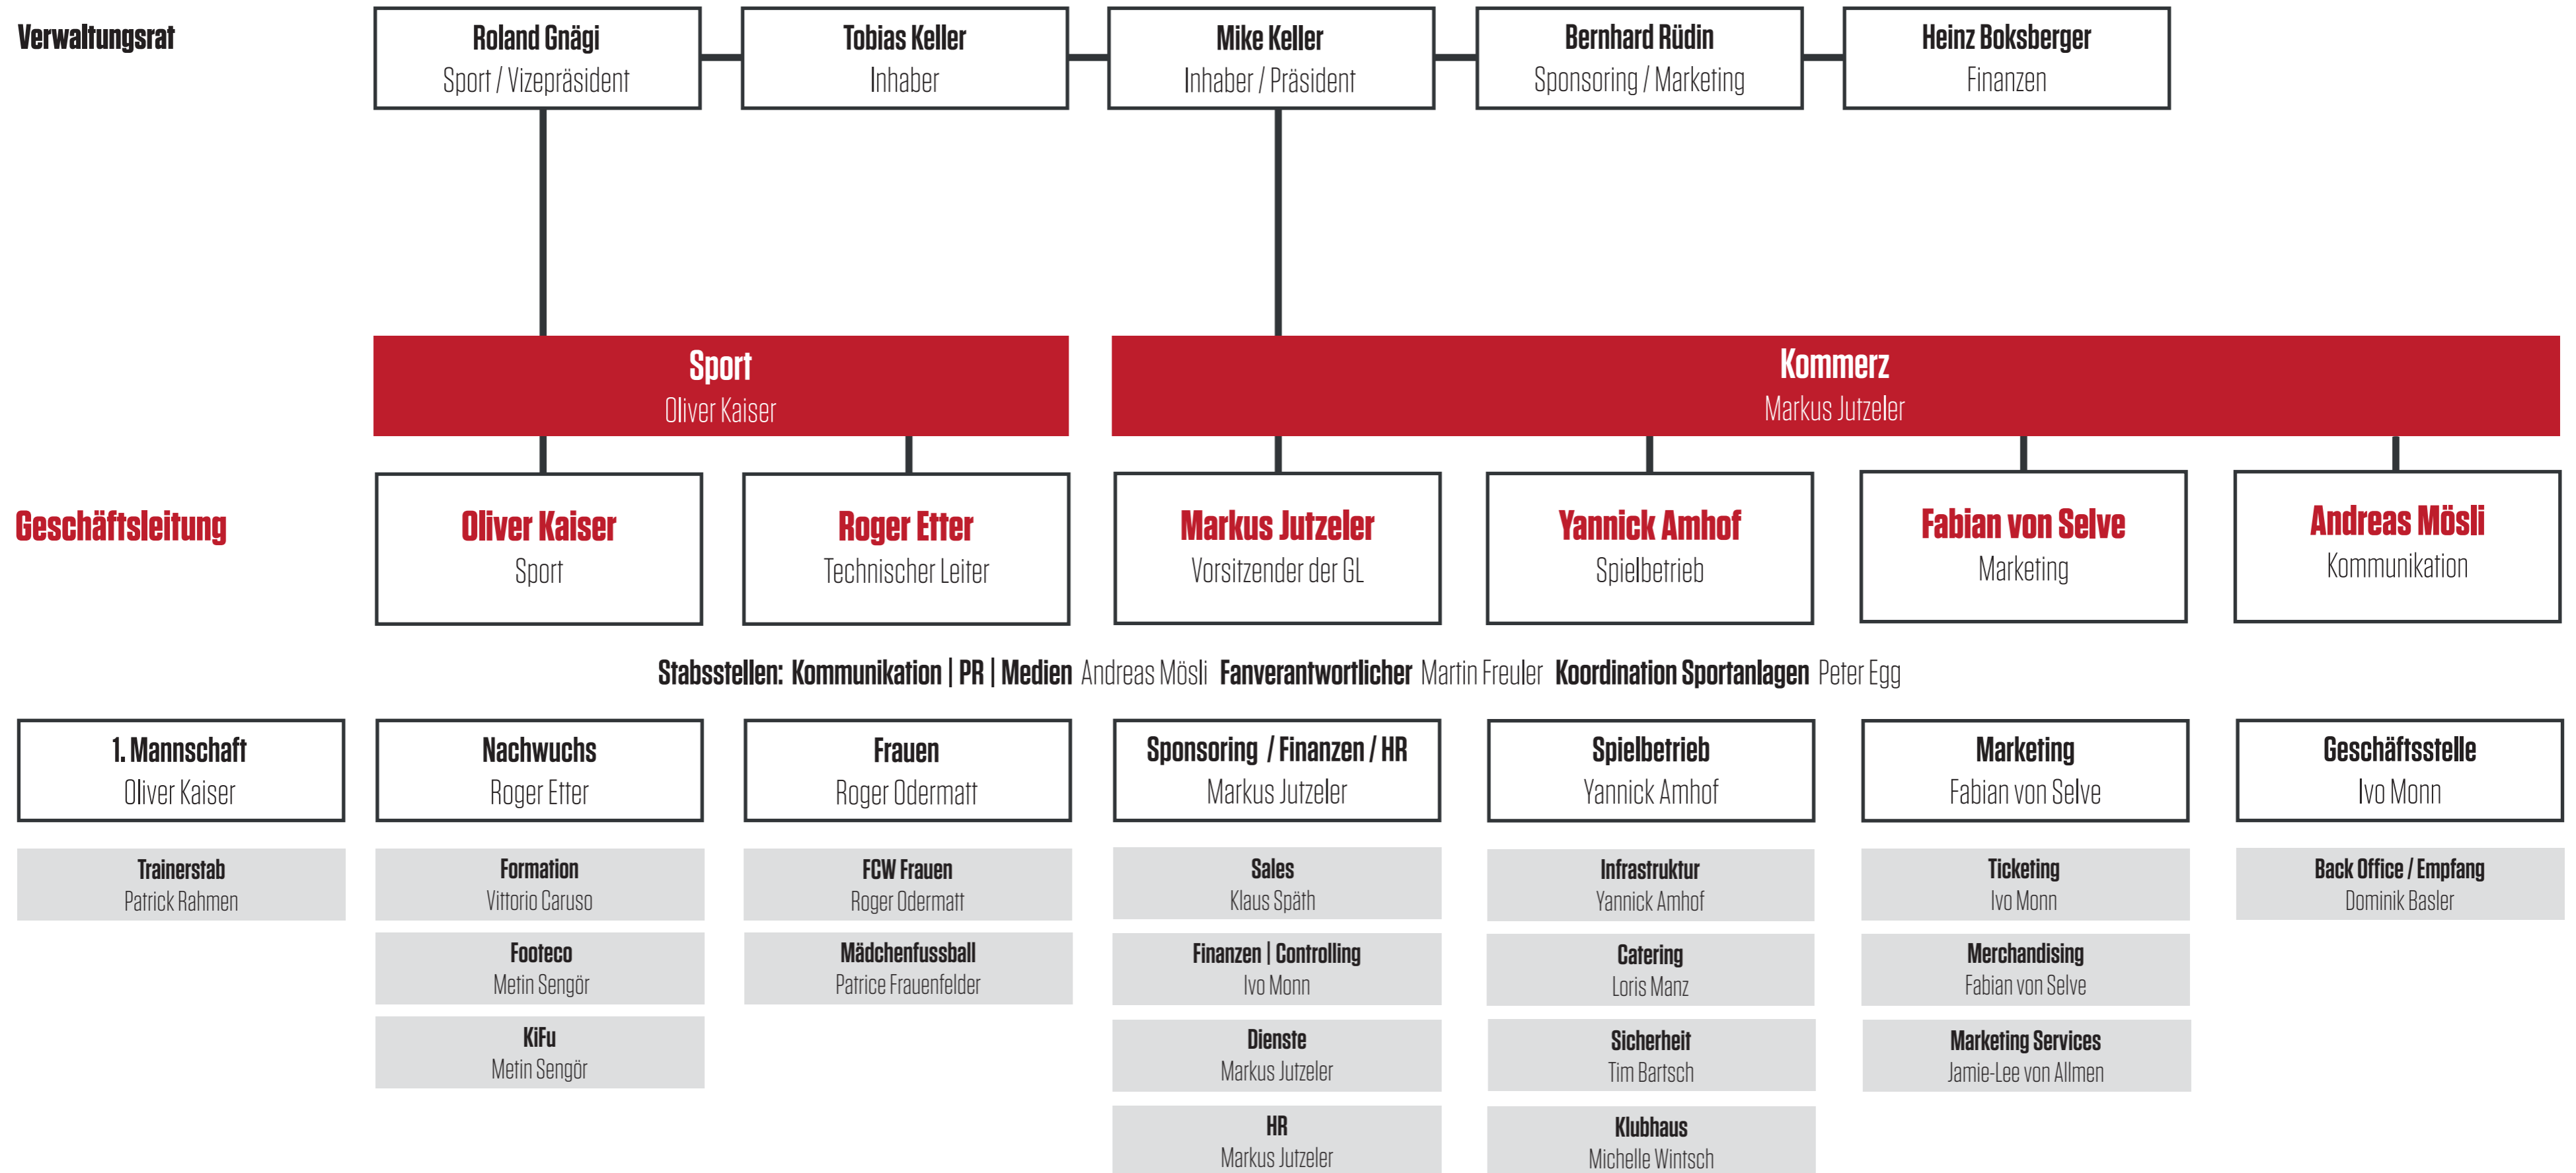 Verwaltungsrat
Roland Gnägi
Sport / Vizepräsident
Tobias Keller
Inhaber
Mike Keller
Inhaber / Präsident
Bernhard Rüdin
Sponsoring / Marketing
Heinz Boksberger
Finanzen
Sport
Oliver Kaiser
Kommerz
Markus Jutzeler
Geschäftsleitung
Oliver Kaiser
Sport
Roger Etter
Technischer Leiter
Markus Jutzeler
Vorsitzender der GL
Yannick Amhof
Spielbetrieb
Fabian von Selve
Marketing
Andreas Mösli
Kommunikation
Stabsstellen: Kommunikation | PR | Medien Andreas Mösli Fanverantwortlicher Martin Freuler Koordination Sportanlagen Peter Egg
1. Mannschaft
Oliver Kaiser
Trainerstab
Patrick Rahmen
Nachwuchs
Roger Etter
Formation
Vittorio Caruso
Footeco
Metin Sengör
KiFu
Metin Sengör
Frauen
Roger Odermatt
FCW Frauen
Roger Odermatt
Mädchenfussball
Patrice Frauenfelder
Sponsoring / Finanzen / HR
Markus Jutzeler
Sales
Klaus Späth
Finanzen | Controlling
Ivo Monn
Dienste
Markus Jutzeler
HR
Markus Jutzeler
Spielbetrieb
Yannick Amhof
Infrastruktur
Yannick Amhof
Catering
Loris Manz
Sicherheit
Tim Bartsch
Klubhaus
Michelle Wintsch
Marketing
Fabian von Selve
Ticketing
Ivo Monn
Merchandising
Fabian von Selve
Marketing Services
Jamie-Lee von Allmen
Geschäftsstelle
Ivo Monn
Back Office / Empfang
Dominik Basler